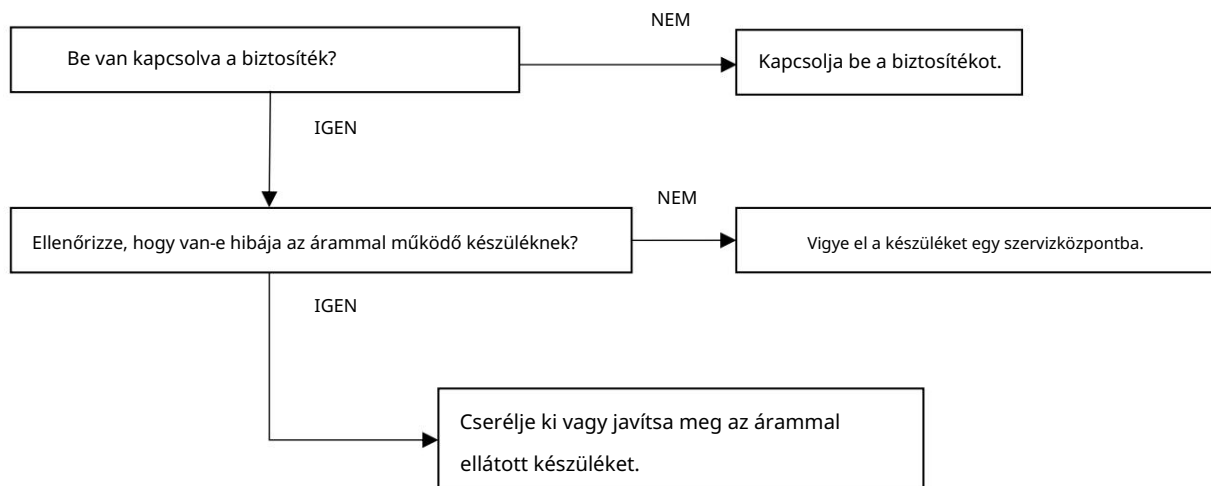 NEM
Be van kapcsolva a biztosíték?
Kapcsolja be a biztosítékot.
IGEN
NEM
Ellenőrizze, hogy van-e hibája az árammal működő készüléknek?
Vigye el a készüléket egy szervizközpontba.
IGEN
Cserélje ki vagy javítsa meg az árammal
ellátott készüléket.